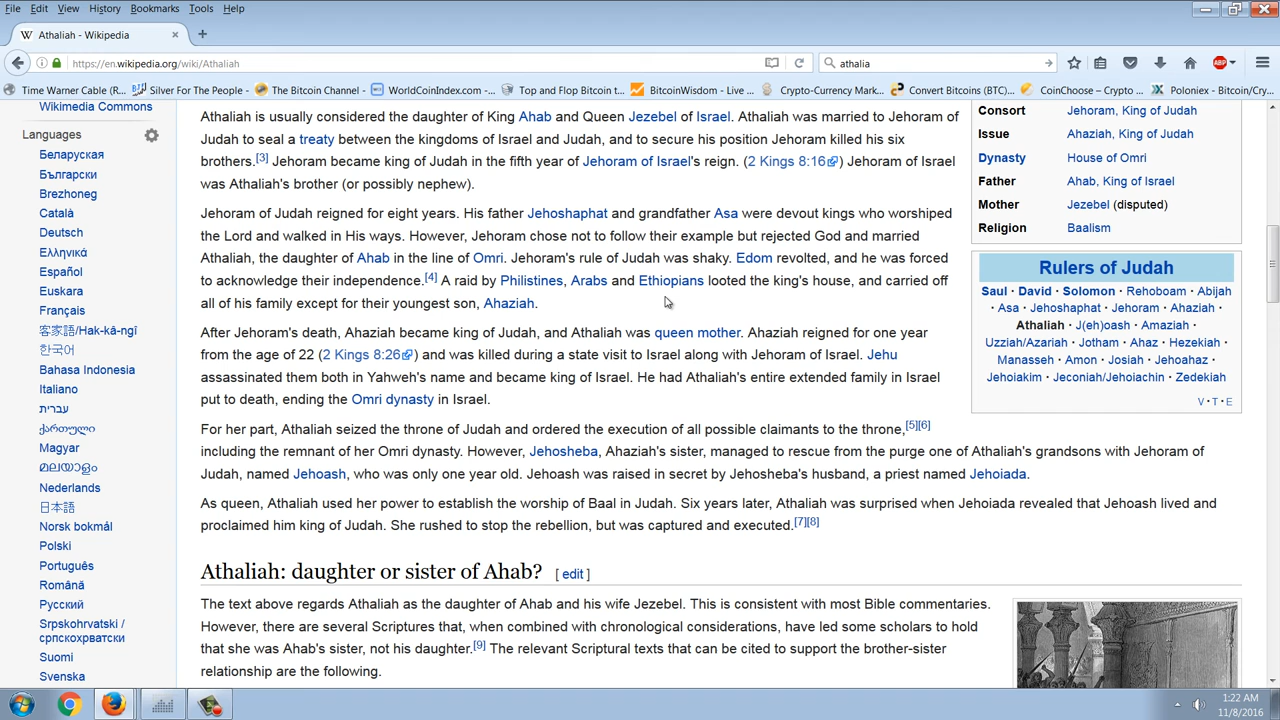 File Edit View History Bookmarks Tools Help
W Athaliah - Wikipedia × +
https://en.wikipedia.org/wiki/Athaliah
athalia
ABP
Time Warner Cable (R... Silver For The People - The Bitcoin Channel - WorldCoinIndex.com -... Top and Flop Bitcoin t... BitcoinWisdom - Live ... Crypto-Currency Mark... Convert Bitcoins (BTC)... CoinChoose – Crypto ... Poloniex - Bitcoin/Cry...
Wikimedia Commons
Languages
Беларуская
Български
Brezhoneg
Català
Deutsch
Ελληνικά
Español
Euskara
Français
客家語/Hak-kâ-ngî
한국어
Bahasa Indonesia
Italiano
עברית
ქართული
Magyar
മലയാളം
Nederlands
日本語
Norsk bokmål
Polski
Português
Română
Русский
Srpskohrvatski /
српскохрватски
Suomi
Svenska
Athaliah is usually considered the daughter of King Ahab and Queen Jezebel of Israel. Athaliah was married to Jehoram of
Judah to seal a treaty between the kingdoms of Israel and Judah, and to secure his position Jehoram killed his six
brothers.[3] Jehoram became king of Judah in the fifth year of Jehoram of Israel's reign. (2 Kings 8:16) Jehoram of Israel
was Athaliah's brother (or possibly nephew).
Jehoram of Judah reigned for eight years. His father Jehoshaphat and grandfather Asa were devout kings who worshiped
the Lord and walked in His ways. However, Jehoram chose not to follow their example but rejected God and married
Athaliah, the daughter of Ahab in the line of Omri. Jehoram's rule of Judah was shaky. Edom revolted, and he was forced
to acknowledge their independence.[4] A raid by Philistines, Arabs and Ethiopians looted the king's house, and carried off
all of his family except for their youngest son, Ahaziah.
After Jehoram's death, Ahaziah became king of Judah, and Athaliah was queen mother. Ahaziah reigned for one year
from the age of 22 (2 Kings 8:26) and was killed during a state visit to Israel along with Jehoram of Israel. Jehu
assassinated them both in Yahweh's name and became king of Israel. He had Athaliah's entire extended family in Israel
put to death, ending the Omri dynasty in Israel.
For her part, Athaliah seized the throne of Judah and ordered the execution of all possible claimants to the throne,[5][6]
including the remnant of her Omri dynasty. However, Jehosheba, Ahaziah's sister, managed to rescue from the purge one of Athaliah's grandsons with Jehoram of
Judah, named Jehoash, who was only one year old. Jehoash was raised in secret by Jehosheba's husband, a priest named Jehoiada.
As queen, Athaliah used her power to establish the worship of Baal in Judah. Six years later, Athaliah was surprised when Jehoiada revealed that Jehoash lived and
proclaimed him king of Judah. She rushed to stop the rebellion, but was captured and executed.[7][8]
Athaliah: daughter or sister of Ahab? [ edit ]
The text above regards Athaliah as the daughter of Ahab and his wife Jezebel. This is consistent with most Bible commentaries.
However, there are several Scriptures that, when combined with chronological considerations, have led some scholars to hold
that she was Ahab's sister, not his daughter.[9] The relevant Scriptural texts that can be cited to support the brother-sister
relationship are the following.
Consort Jehoram, King of Judah
Issue Ahaziah, King of Judah
Dynasty House of Omri
Father Ahab, King of Israel
Mother Jezebel (disputed)
Religion Baalism
Rulers of Judah
Saul · David · Solomon · Rehoboam · Abijah
· Asa · Jehoshaphat · Jehoram · Ahaziah ·
Athaliah · J(eh)oash · Amaziah ·
Uzziah/Azariah · Jotham · Ahaz · Hezekiah ·
Manasseh · Amon · Josiah · Jehoahaz ·
Jehoiakim · Jeconiah/Jehoiachin · Zedekiah
V · T · E
1:22 AM
11/8/2016